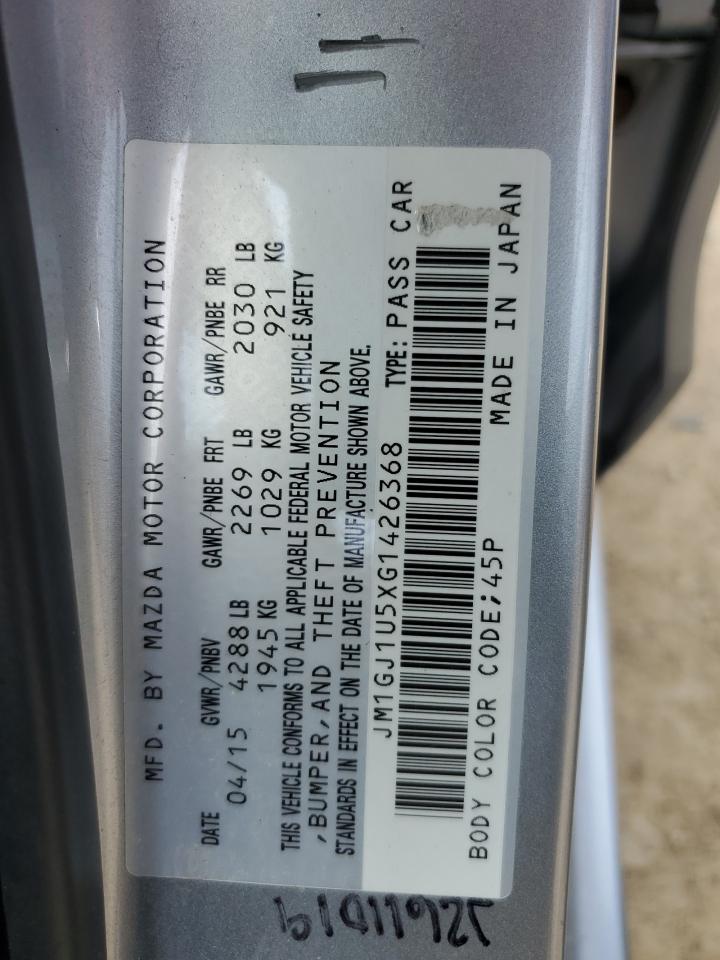 MFD. BY MAZDA MOTOR CORPORATION
DATE GVWR/PNBV GAWR/PNBE FRT GAWR/PNBE RR
04/15 4288 LB 2269 LB 2030 LB
1945 KG 1029 KG 921 KG
THIS VEHICLE CONFORMS TO ALL APPLICABLE FEDERAL MOTOR VEHICLE SAFETY
,BUMPER,AND THEFT PREVENTION
STANDARDS IN EFFECT ON THE DATE OF MANUFACTURE SHOWN ABOVE.
JM1GJ1U5XG1426368 TYPE: PASS CAR
BODY COLOR CODE;45P MADE IN JAPAN